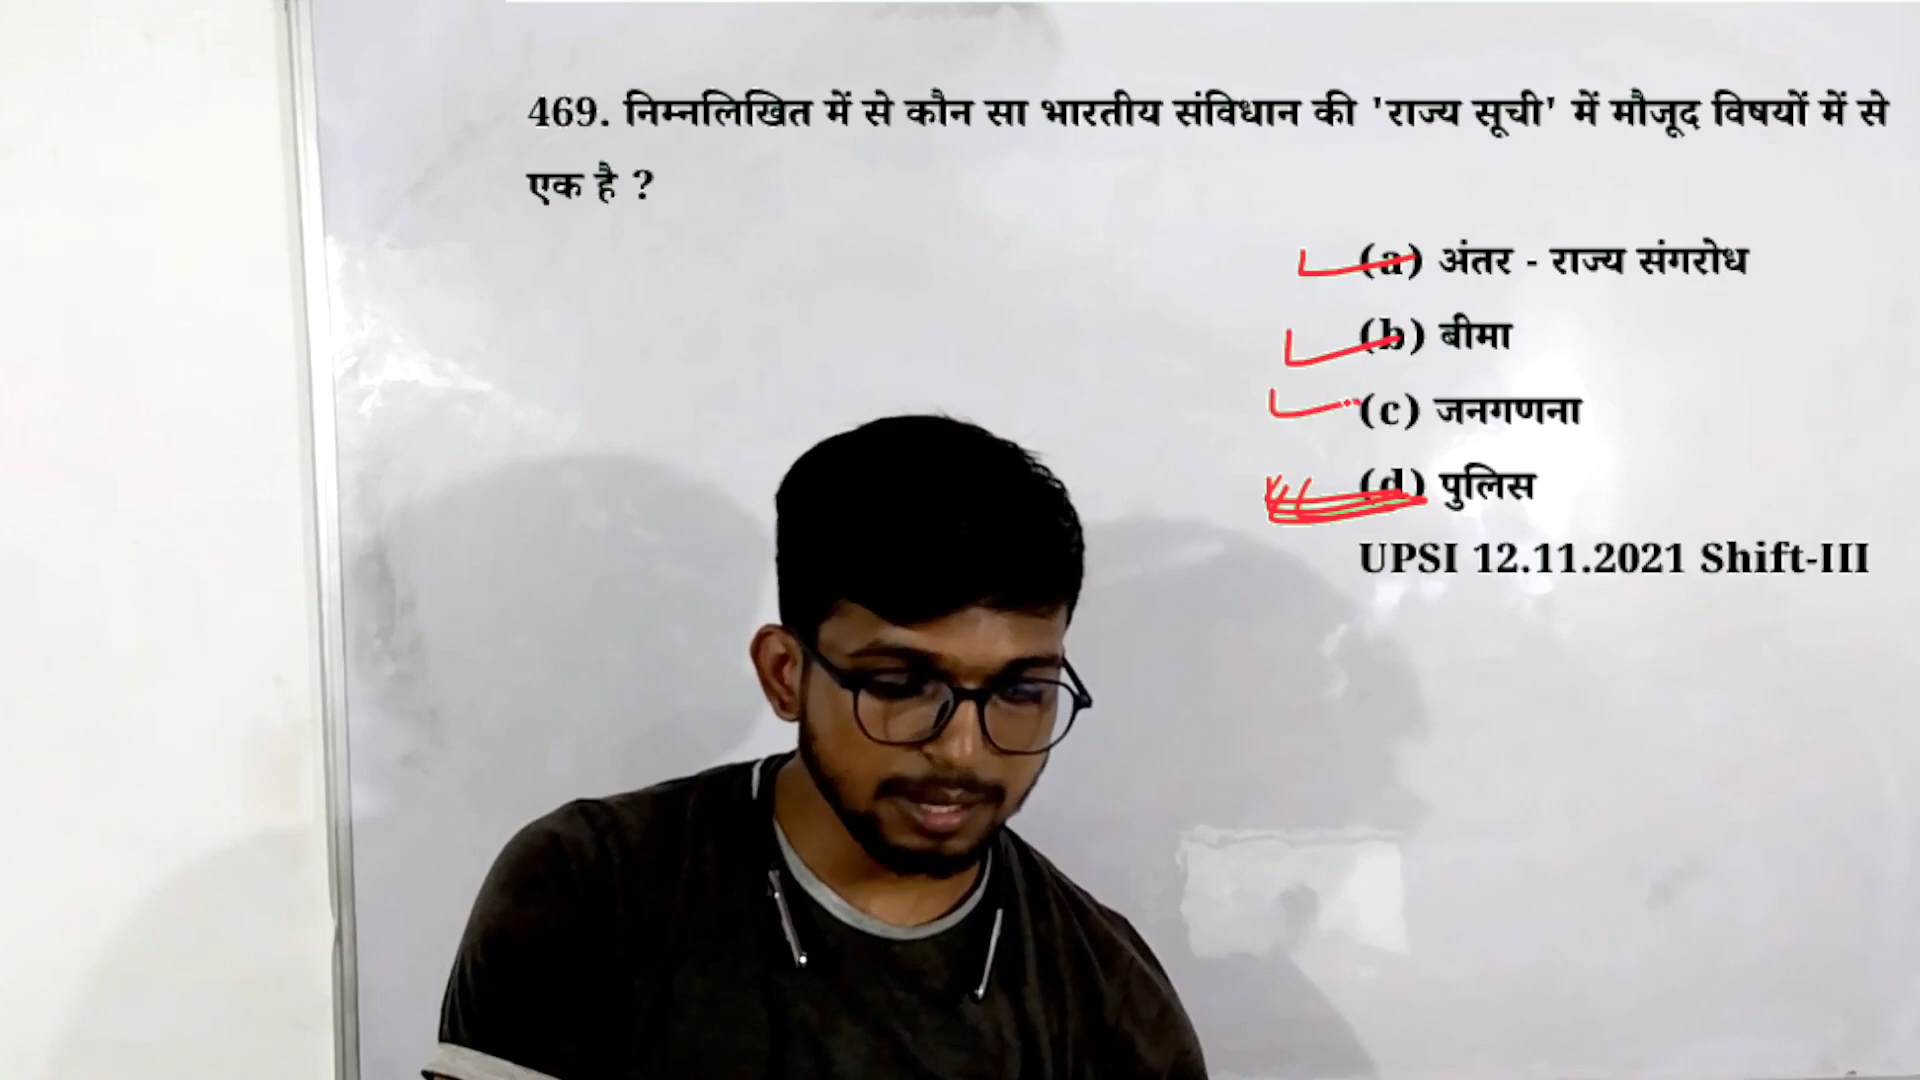 469. निम्नलिखित में से कौन सा भारतीय संविधान की 'राज्य सूची' में मौजूद विषयों में से
एक है ?
(a) अंतर - राज्य संगरोध
(b) बीमा
(c) जनगणना
(d) पुलिस
UPSI 12.11.2021 Shift-III